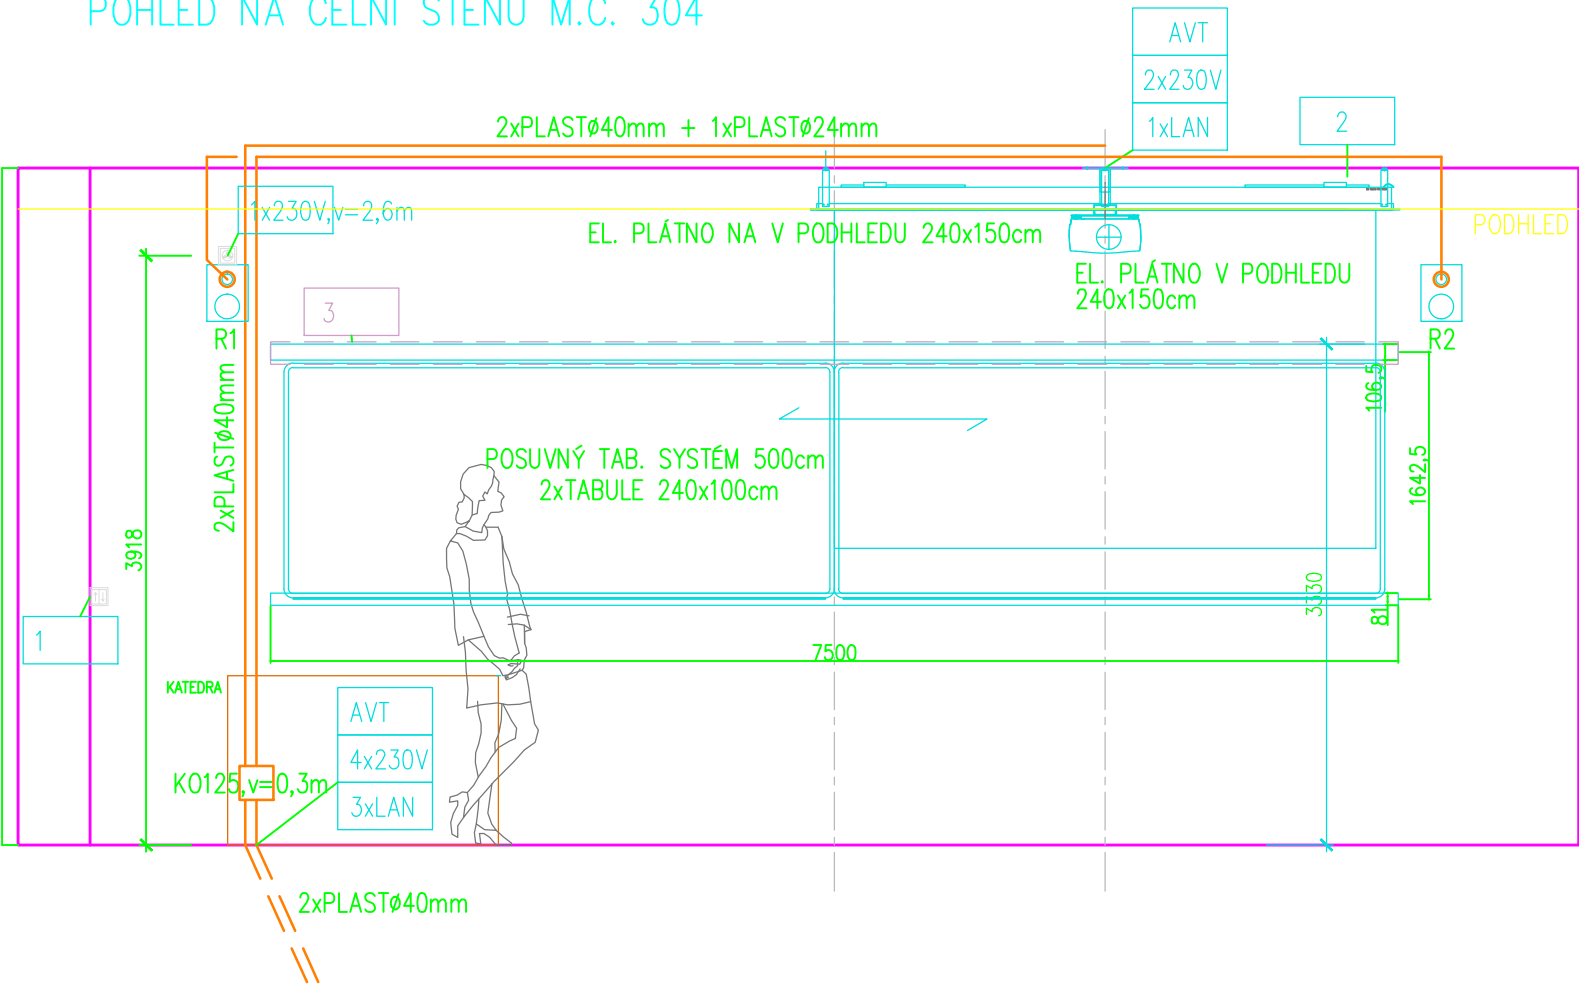 POHLED NA ČELNÍ STĚNU M.Č. 304
AVT
2x230V
1xLAN
2
2xPLASTø40mm + 1xPLASTø24mm
1x230V,v=2,6m
PODHLED
EL. PLÁTNO NA V PODHLEDU 240x150cm
EL. PLÁTNO V PODHLEDU
240x150cm
3
R1
R2
2xPLASTø40mm
106,5
1642,5
POSUVNÝ TAB. SYSTÉM 500cm
2xTABULE 240x100cm
3918
3330
81
1
7500
KATEDRA
AVT
4x230V
3xLAN
KO125,v=0,3m
2xPLASTø40mm